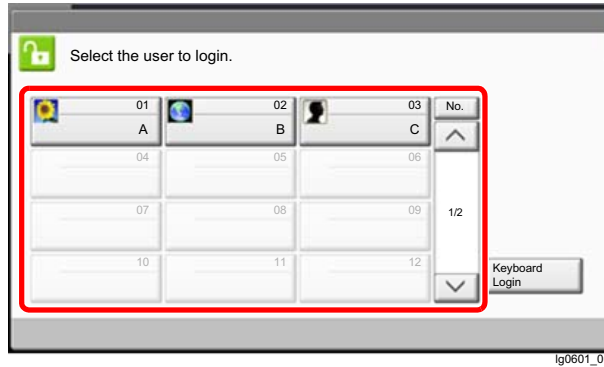 Select the user to login.
01 02 03 No.
A B C
04 05 06
07 08 09 1/2
10 11 12
Keyboard
Login
lg0601_0